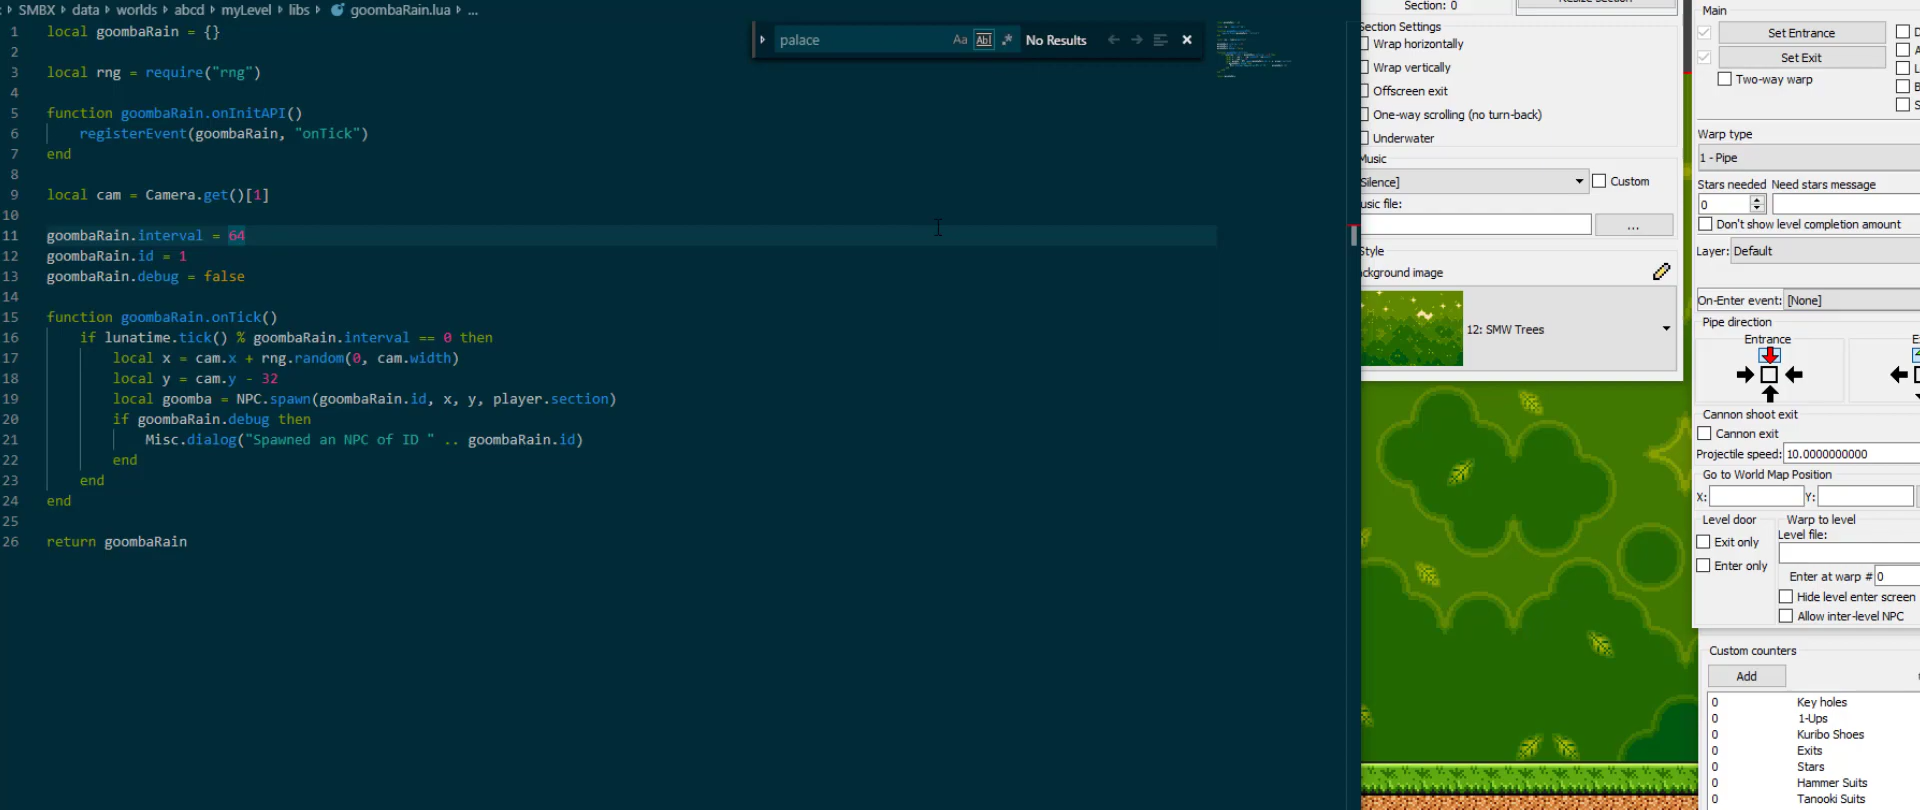 SMBX > data > worlds > abcd > myLevel > libs > goombaRain.lua > ...
palace Aa Abl .* No Results
1 local goombaRain = {}
2
3 local rng = require("rng")
4
5 function goombaRain.onInitAPI()
6 registerEvent(goombaRain, "onTick")
7 end
8
9 local cam = Camera.get()[1]
10
11 goombaRain.interval = 64
12 goombaRain.id = 1
13 goombaRain.debug = false
14
15 function goombaRain.onTick()
16 if lunatime.tick() % goombaRain.interval == 0 then
17 local x = cam.x + rng.random(0, cam.width)
18 local y = cam.y - 32
19 local goomba = NPC.spawn(goombaRain.id, x, y, player.section)
20 if goombaRain.debug then
21 Misc.dialog("Spawned an NPC of ID " .. goombaRain.id)
22 end
23 end
24 end
25
26 return goombaRain
Section: 0
Section Settings
Wrap horizontally
Wrap vertically
Offscreen exit
One-way scrolling (no turn-back)
Underwater
Music
Silence]
Custom
usic file:
...
Style
ackground image
12: SMW Trees
Main
Set Entrance
Set Exit
Two-way warp
Warp type
1 - Pipe
Stars needed Need stars message
0
Don't show level completion amount
Layer: Default
On-Enter event: [None]
Pipe direction
Entrance
Cannon shoot exit
Cannon exit
Projectile speed: 10.0000000000
Go to World Map Position
X: Y:
Level door
Exit only
Enter only
Warp to level
Level file:
Enter at warp # 0
Hide level enter screen
Allow inter-level NPC
Custom counters
Add
0 Key holes
0 1-Ups
0 Kuribo Shoes
0 Exits
0 Stars
0 Hammer Suits
0 Tanooki Suits